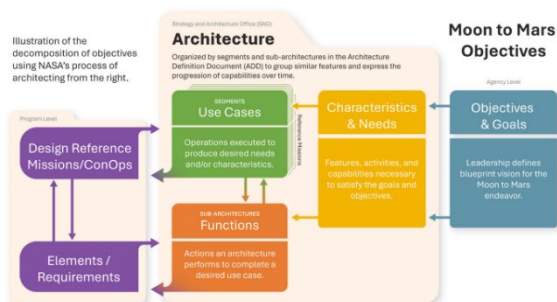 Illustration of the
decomposition of objectives
using NASA's process of
architecting from the right.
Strategy and Architecture Office (SAO)
Architecture
Organized by segments and sub-architectures in the Architecture
Definition Document (ADD) to group similar features and express the
progression of capabilities over time.
Moon to Mars
Objectives
Program Level
Design Reference
Missions/ConOps
Elements /
Requirements
SEGMENTS
Use Cases
Operations executed to
produce desired needs
and/or characteristics.
Reference Missions
SUB-ARCHITECTURES
Functions
Actions an architecture
performs to complete a
desired use case.
Characteristics
& Needs
Features, activities, and
capabilities necessary
to satisfy the goals and
objectives.
Agency Level
Objectives
& Goals
Leadership defines
blueprint vision for the
Moon to Mars
endeavor.